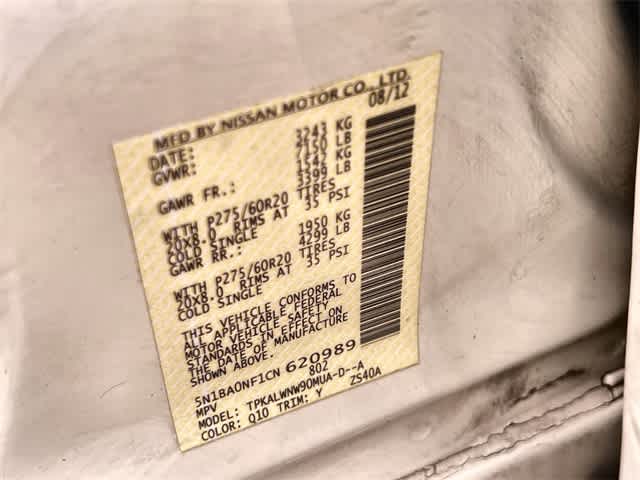 MFD BY NISSAN MOTOR CO., LTD.
DATE: 08/12
GVWR: 3243 KG
7150 LB
GAWR FR.: 1542 KG
3399 LB
WITH P275/60R20 TIRES
20X8.0 RIMS AT 35 PSI
COLD SINGLE
GAWR RR.: 1950 KG
4299 LB
WITH P275/60R20 TIRES
20X8.0 RIMS AT 35 PSI
COLD SINGLE
THIS VEHICLE CONFORMS TO
ALL APPLICABLE FEDERAL
MOTOR VEHICLE SAFETY
STANDARDS IN EFFECT ON
THE DATE OF MANUFACTURE
SHOWN ABOVE.
5N1BA0NF1CN 620989
MPV 802
MODEL: TPKALWNW90MUA-D--A
COLOR: Q10 TRIM: Y ZS40A